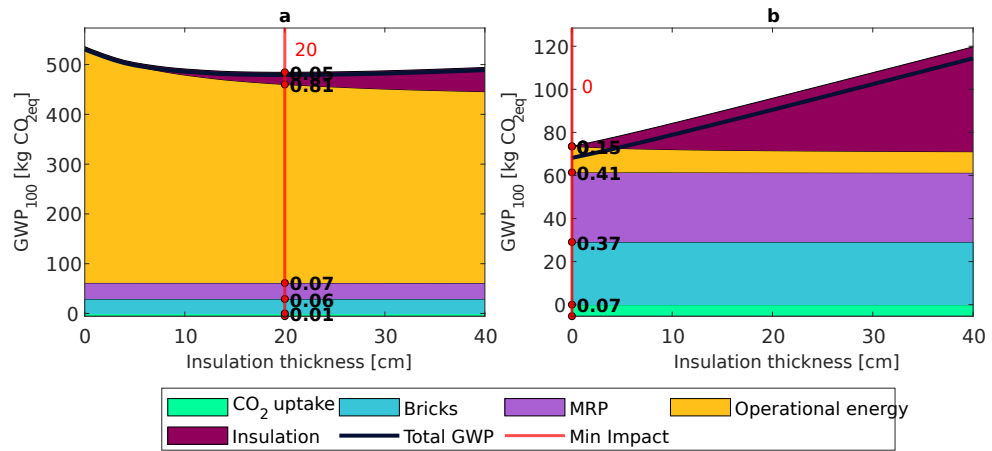 a
b
20
0
0.05
0.81
0.07
0.06
0.01
0.15
0.41
0.37
0.07
500
400
300
200
100
0
120
100
80
60
40
20
0
GWP100 [kg CO2eq]
GWP100 [kg CO2eq]
0 10 20 30 40
0 10 20 30 40
Insulation thickness [cm]
Insulation thickness [cm]
CO2 uptake Bricks MRP Operational energy
Insulation Total GWP Min Impact